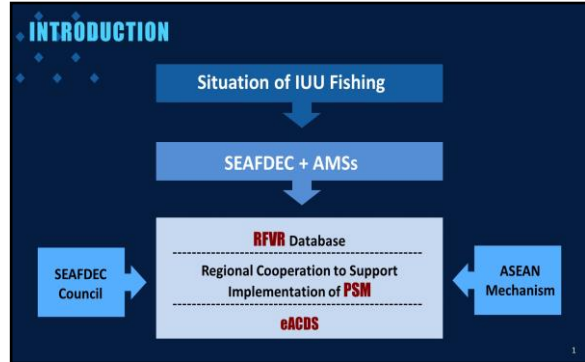 INTRODUCTION
Situation of IUU Fishing
SEAFDEC + AMSs
RFVR Database
Regional Cooperation to Support
Implementation of PSM
eACDS
SEAFDEC
Council
ASEAN
Mechanism
1